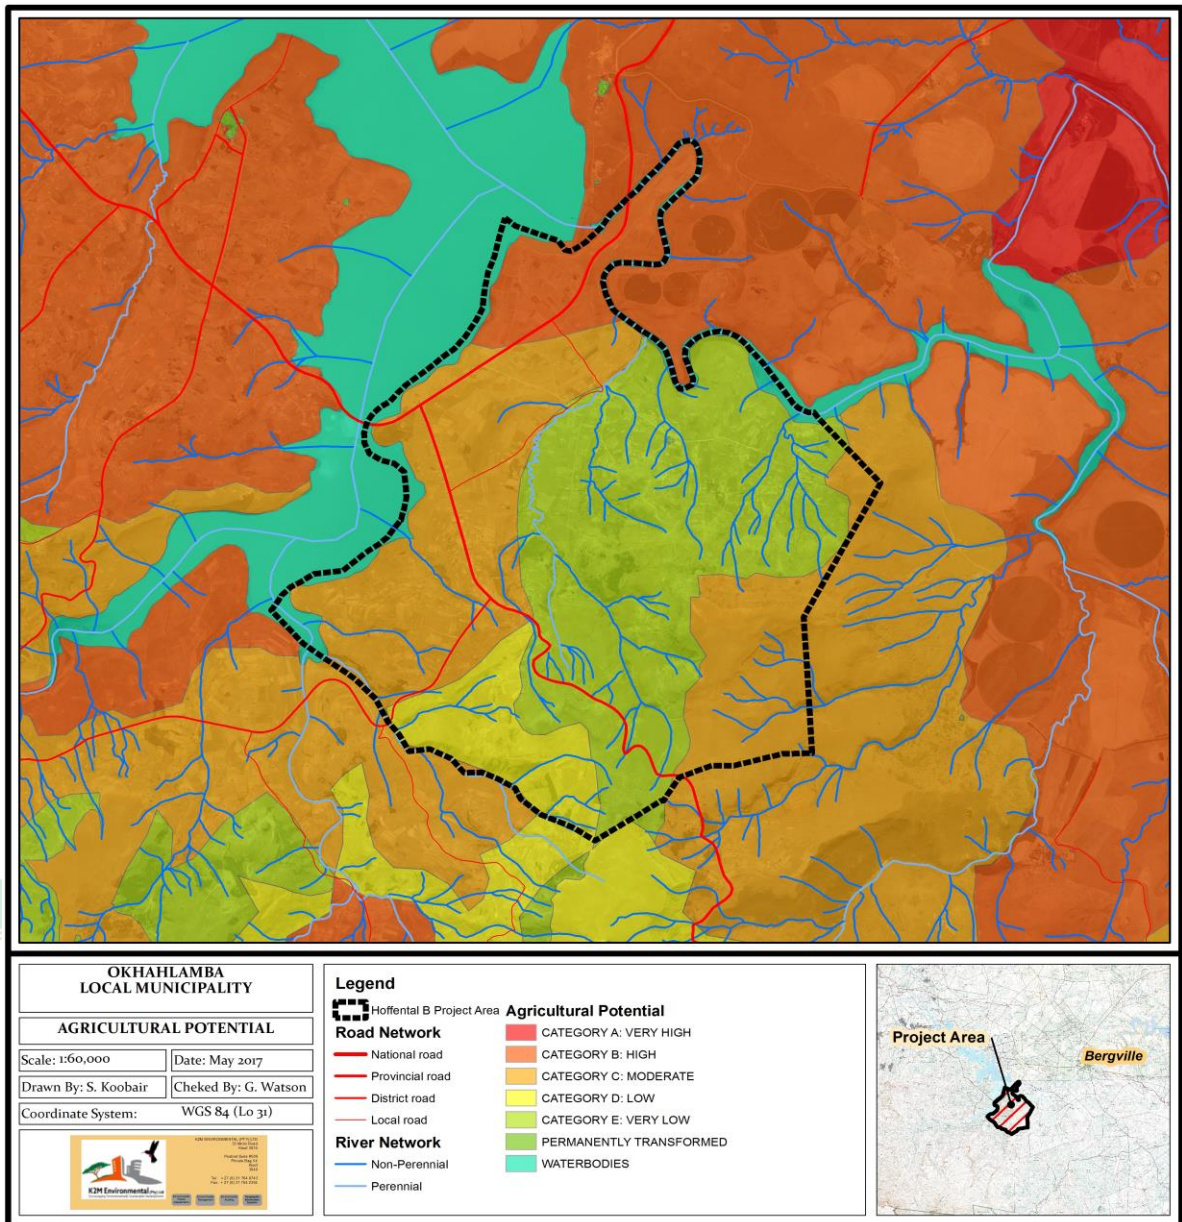 OKHAHLAMBA
LOCAL MUNICIPALITY
AGRICULTURAL POTENTIAL
Scale: 1:60,000
Date: May 2017
Drawn By: S. Koobair
Cheked By: G. Watson
Coordinate System:
WGS 84 (Lo 31)
K2M Environmental (Pty) Ltd
Legend
Hoffental B Project Area
Road Network
National road
Provincial road
District road
Local road
River Network
Non-Perennial
Perennial
Agricultural Potential
CATEGORY A: VERY HIGH
CATEGORY B: HIGH
CATEGORY C: MODERATE
CATEGORY D: LOW
CATEGORY E: VERY LOW
PERMANENTLY TRANSFORMED
WATERBODIES
Project Area
Bergville